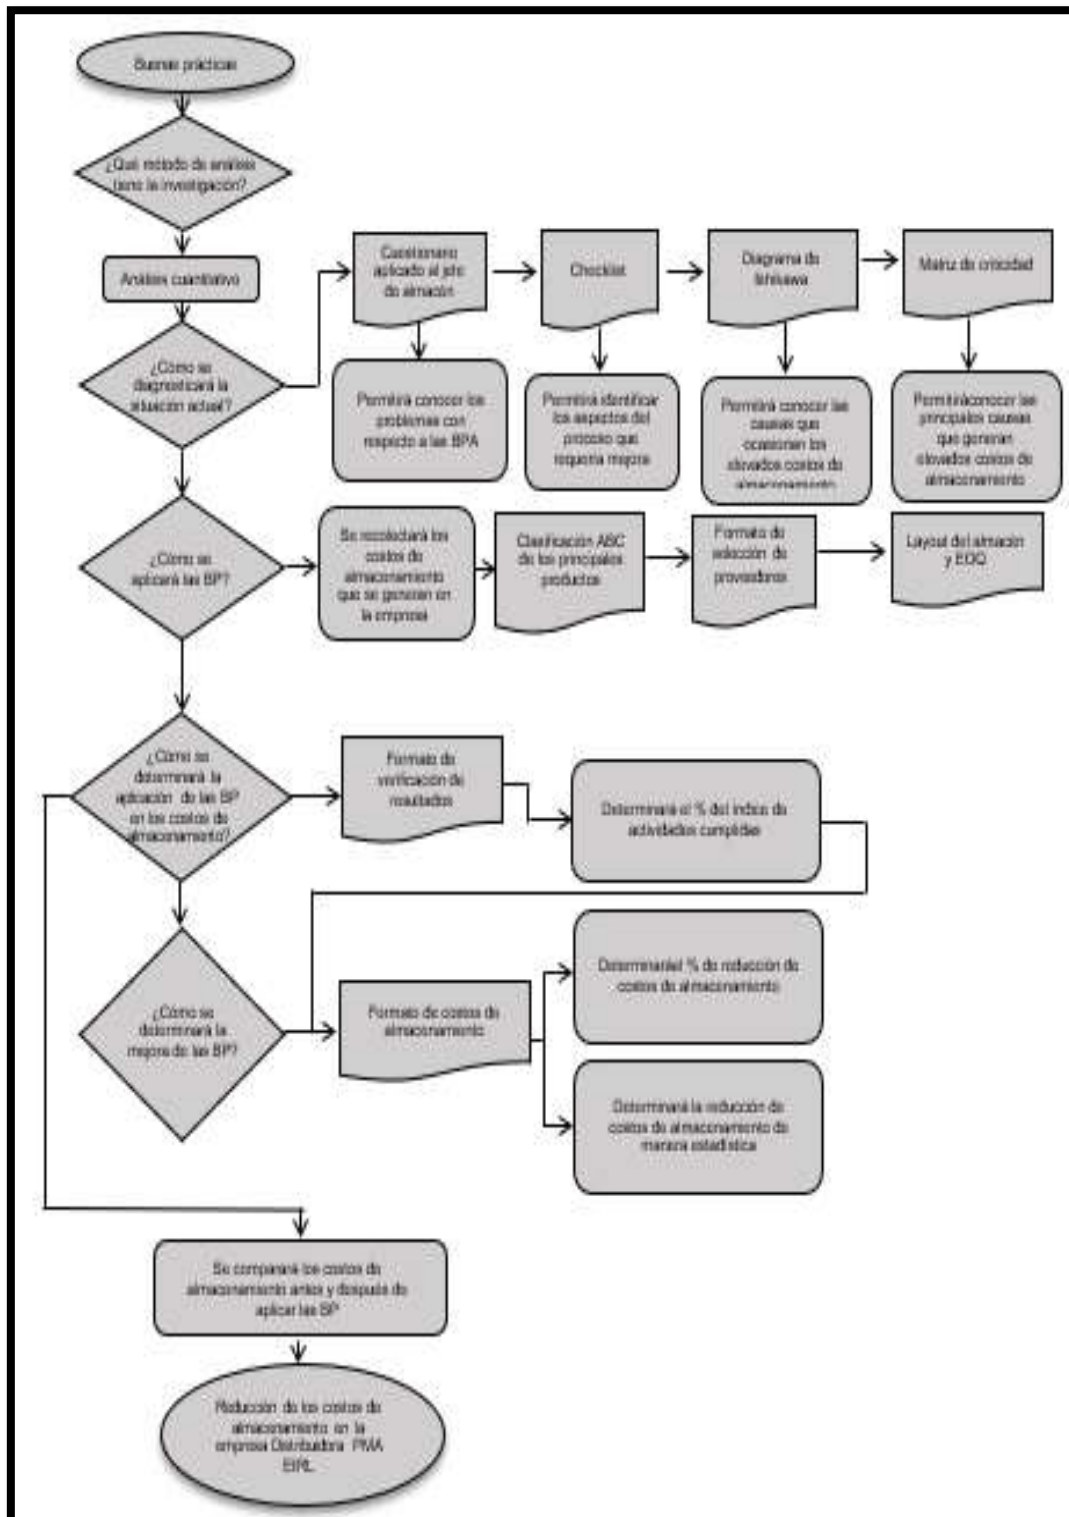 Buenas prácticas
¿Qué método de análisis
tiene la investigación?
Análisis cuantitativo
Cuestionario
aplicado al jefe
de almacén
Checklist
Diagrama de
Ishikawa
Matriz de criticidad
¿Cómo se
diagnosticará la
situación actual?
Permitirá conocer los
problemas con
respecto a las BPA
Permitirá identificar
los aspectos del
proceso que
requería mejora
Permitirá conocer las
causas que
ocasionan los
elevados costos de
almacenamiento
Permitiráconocer las
principales causas
que generan
elevados costos de
almacenamiento
¿Cómo se
aplicará las BP?
Se recolectará los
costos de
almacenamiento
que se generan en
la empresa
Clasificación ABC
de los principales
productos
Formato de
selección de
proveedores
Layout del almacén
y EOQ
¿Cómo se
determinará la
aplicación de las BP
en los costos de
almacenamiento?
Formato de
verificación de
resultados
Determinará el % del índice de
actividades cumplidas
¿Cómo se
determinará la
mejora de las BP?
Formato de costos de
almacenamiento
Determinaráel % de reducción de
costos de almacenamiento
Determinará la reducción de
costos de almacenamiento de
manera estadística
Se comparará los costos de
almacenamiento antes y después de
aplicar las BP
Reducción de los costos de
almacenamiento en la
empresa Distribuidora PMA
EIRL